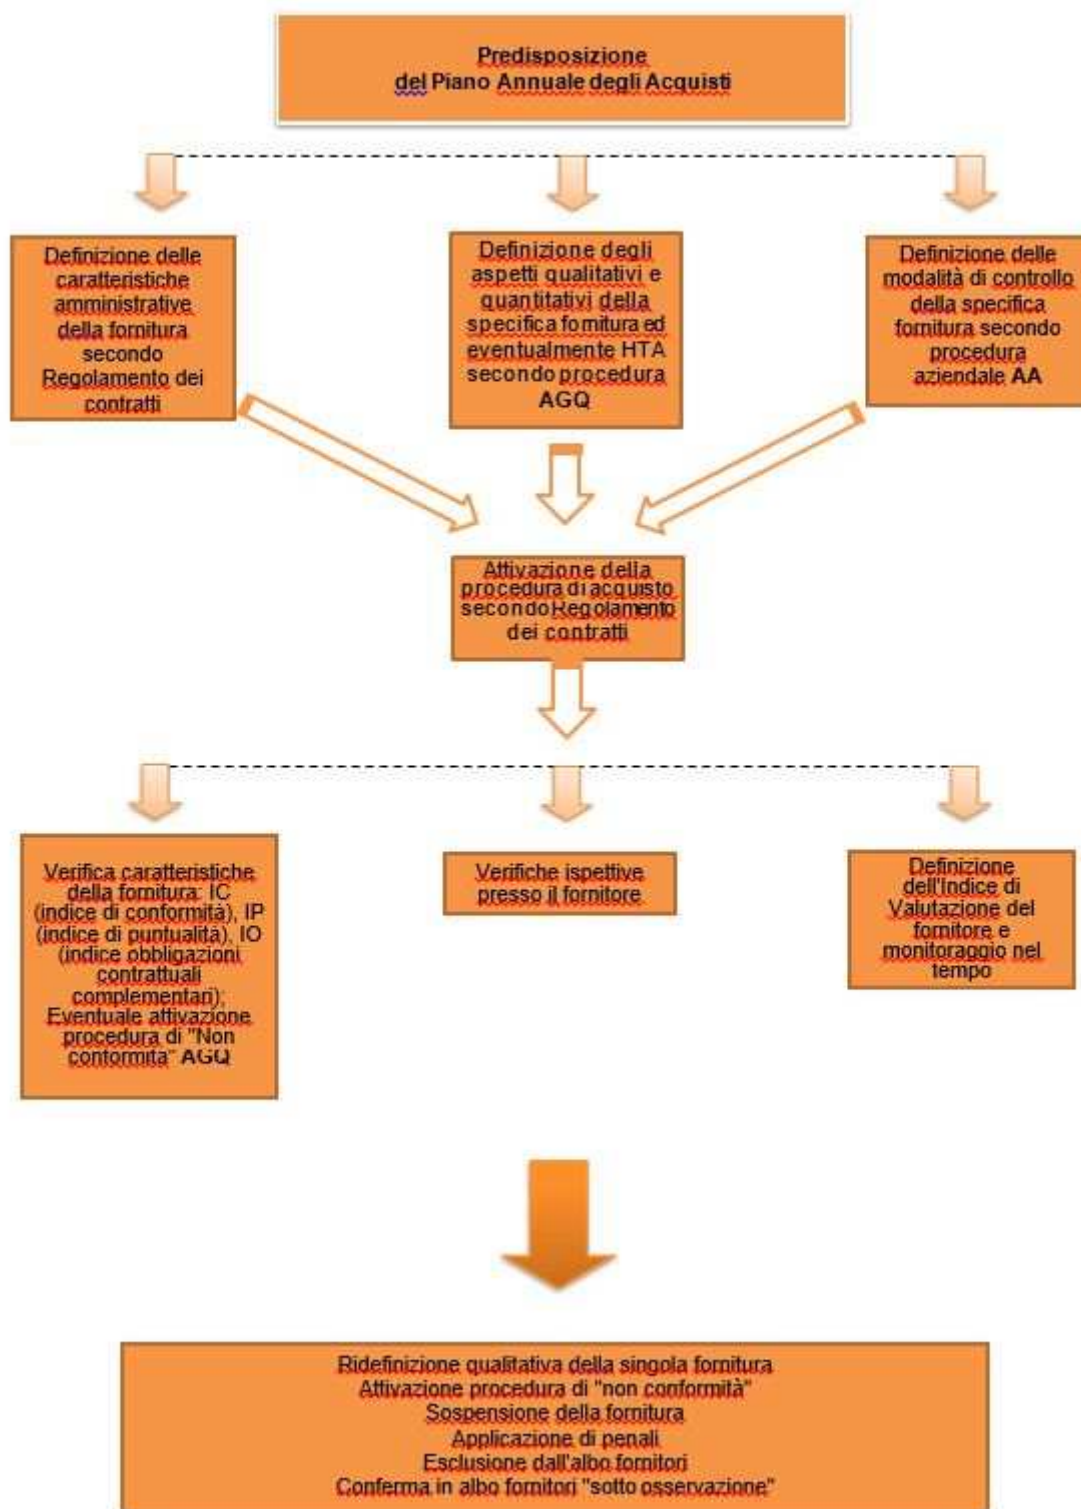 Predisposizione
del Piano Annuale degli Acquisti
Definizione delle
caratteristiche
amministrative
della fornitura
secondo
Regolamento dei
contratti
Definizione degli
aspetti qualitativi e
quantitativi della
specifica fornitura ed
eventualmente HTA
secondo procedura
AGQ
Definizione delle
modalità di controllo
della specifica
fornitura secondo
procedura
aziendale AA
Attivazione della
procedura di acquisto
secondo Regolamento
dei contratti
Verifica caratteristiche
della fornitura: IC
(indice di conformità), IP
(indice di puntualità), IO
(indice obbligazioni
contrattuali
complementari);
Eventuale attivazione
procedura di "Non
conformità" AGQ
Verifiche ispettive
presso il fornitore
Definizione
dell'Indice di
Valutazione del
fornitore e
monitoraggio nel
tempo
Ridefinizione qualitativa della singola fornitura
Attivazione procedura di "non conformità"
Sospensione della fornitura
Applicazione di penali
Esclusione dall'albo fornitori
Conferma in albo fornitori "sotto osservazione"